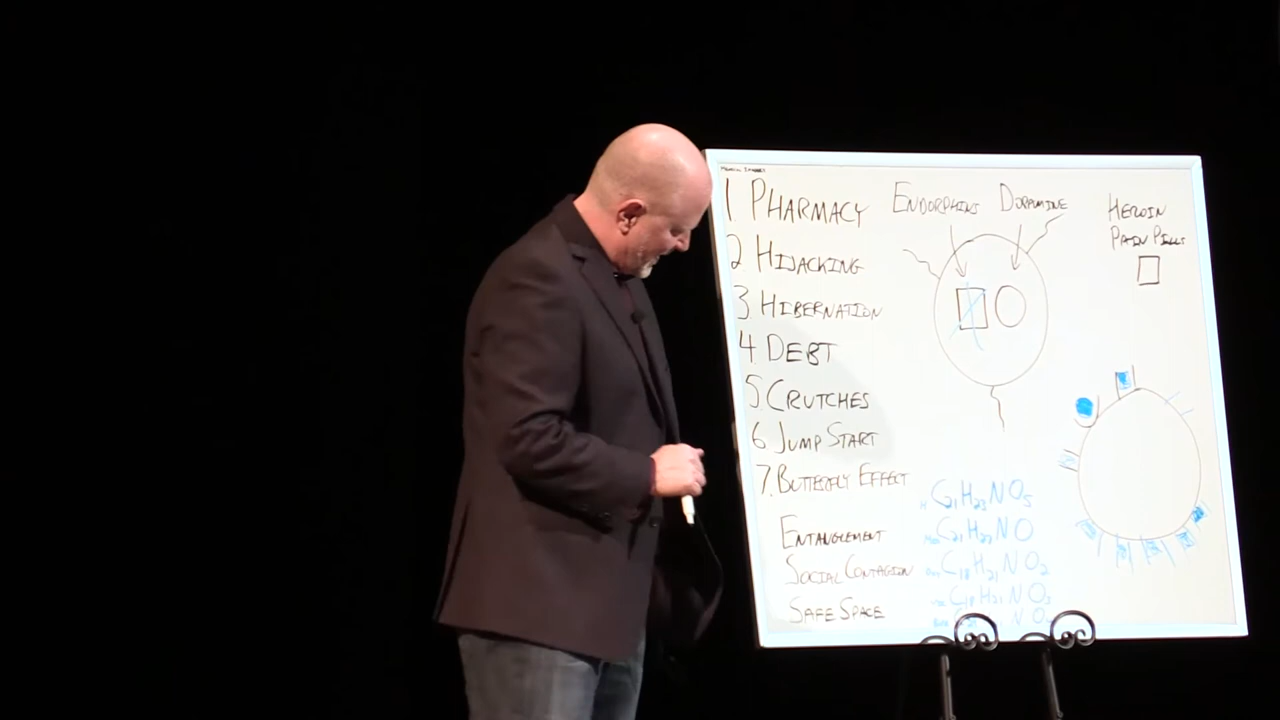 1 PHARMACY
2 HIJACKING
3 HIBERNATION
4 DEBT
5. CRUTCHES
6 JUMP START
7. BUTTERFLY EFFECT
ENTANGLEMENT
SOCIAL CONTAGION
SAFE SPACE
ENDORPHINS DOPAMINE
HEROIN
PAIN PILLS
H C21H23NO5
C21H27NO
C18H21NO2
C18H21NO3